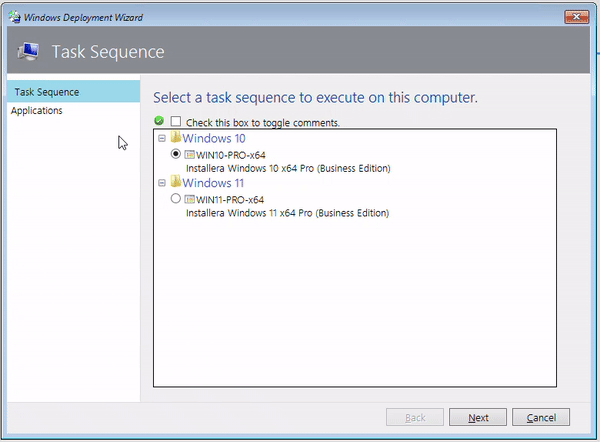 Windows Deployment Wizard
Task Sequence
Task Sequence
Applications
Select a task sequence to execute on this computer.
Check this box to toggle comments.
Windows 10
WIN10-PRO-x64
Installera Windows 10 x64 Pro (Business Edition)
Windows 11
WIN11-PRO-x64
Installera Windows 11 x64 Pro (Business Edition)
Back
Next
Cancel